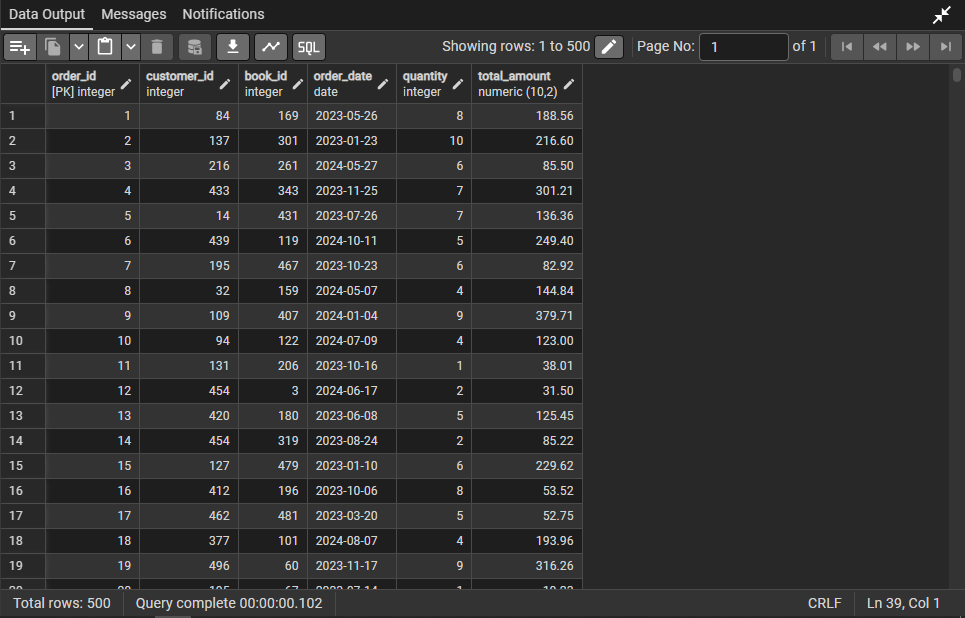 Data Output Messages Notifications
SQL Showing rows: 1 to 500 Page No: 1 of 1
order_id customer_id book_id order_date quantity total_amount
[PK] integer integer integer date integer numeric (10,2)
1 1 84 169 2023-05-26 8 188.56
2 2 137 301 2023-01-23 10 216.60
3 3 216 261 2024-05-27 6 85.50
4 4 433 343 2023-11-25 7 301.21
5 5 14 431 2023-07-26 7 136.36
6 6 439 119 2024-10-11 5 249.40
7 7 195 467 2023-10-23 6 82.92
8 8 32 159 2024-05-07 4 144.84
9 9 109 407 2024-01-04 9 379.71
10 10 94 122 2024-07-09 4 123.00
11 11 131 206 2023-10-16 1 38.01
12 12 454 3 2024-06-17 2 31.50
13 13 420 180 2023-06-08 5 125.45
14 14 454 319 2023-08-24 2 85.22
15 15 127 479 2023-01-10 6 229.62
16 16 412 196 2023-10-06 8 53.52
17 17 462 481 2023-03-20 5 52.75
18 18 377 101 2024-08-07 4 193.96
19 19 496 60 2023-11-17 9 316.26
Total rows: 500 Query complete 00:00:00.102 CRLF Ln 39, Col 1